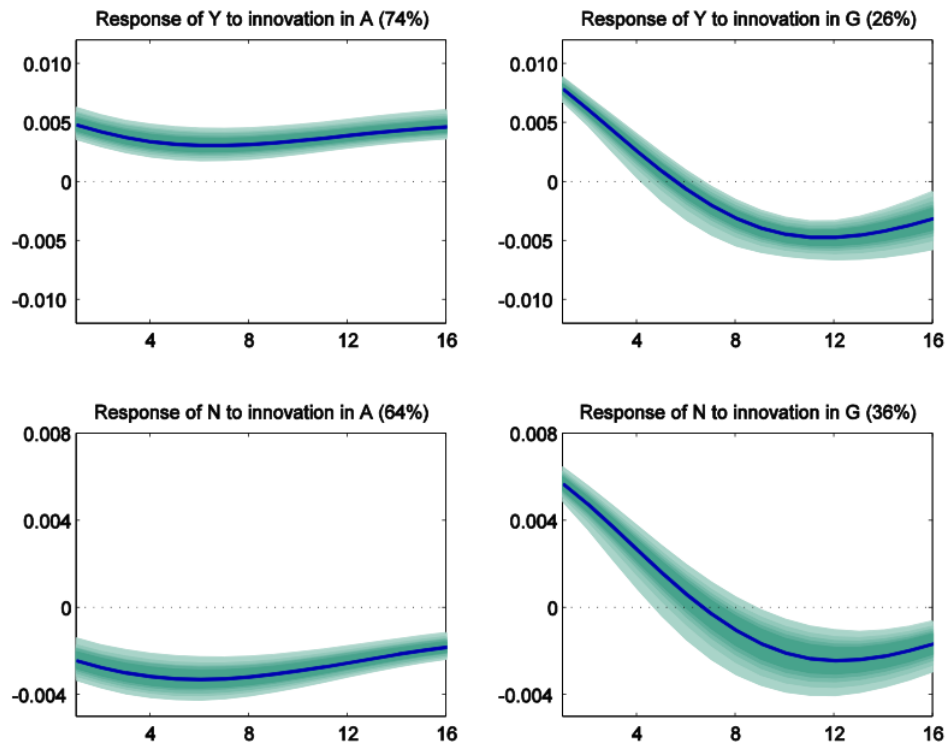 Response of Y to innovation in A (74%)
0.010
0.005
0
-0.005
-0.010
4 8 12 16
Response of Y to innovation in G (26%)
0.010
0.005
0
-0.005
-0.010
4 8 12 16
Response of N to innovation in A (64%)
0.008
0.004
0
-0.004
4 8 12 16
Response of N to innovation in G (36%)
0.008
0.004
0
-0.004
4 8 12 16